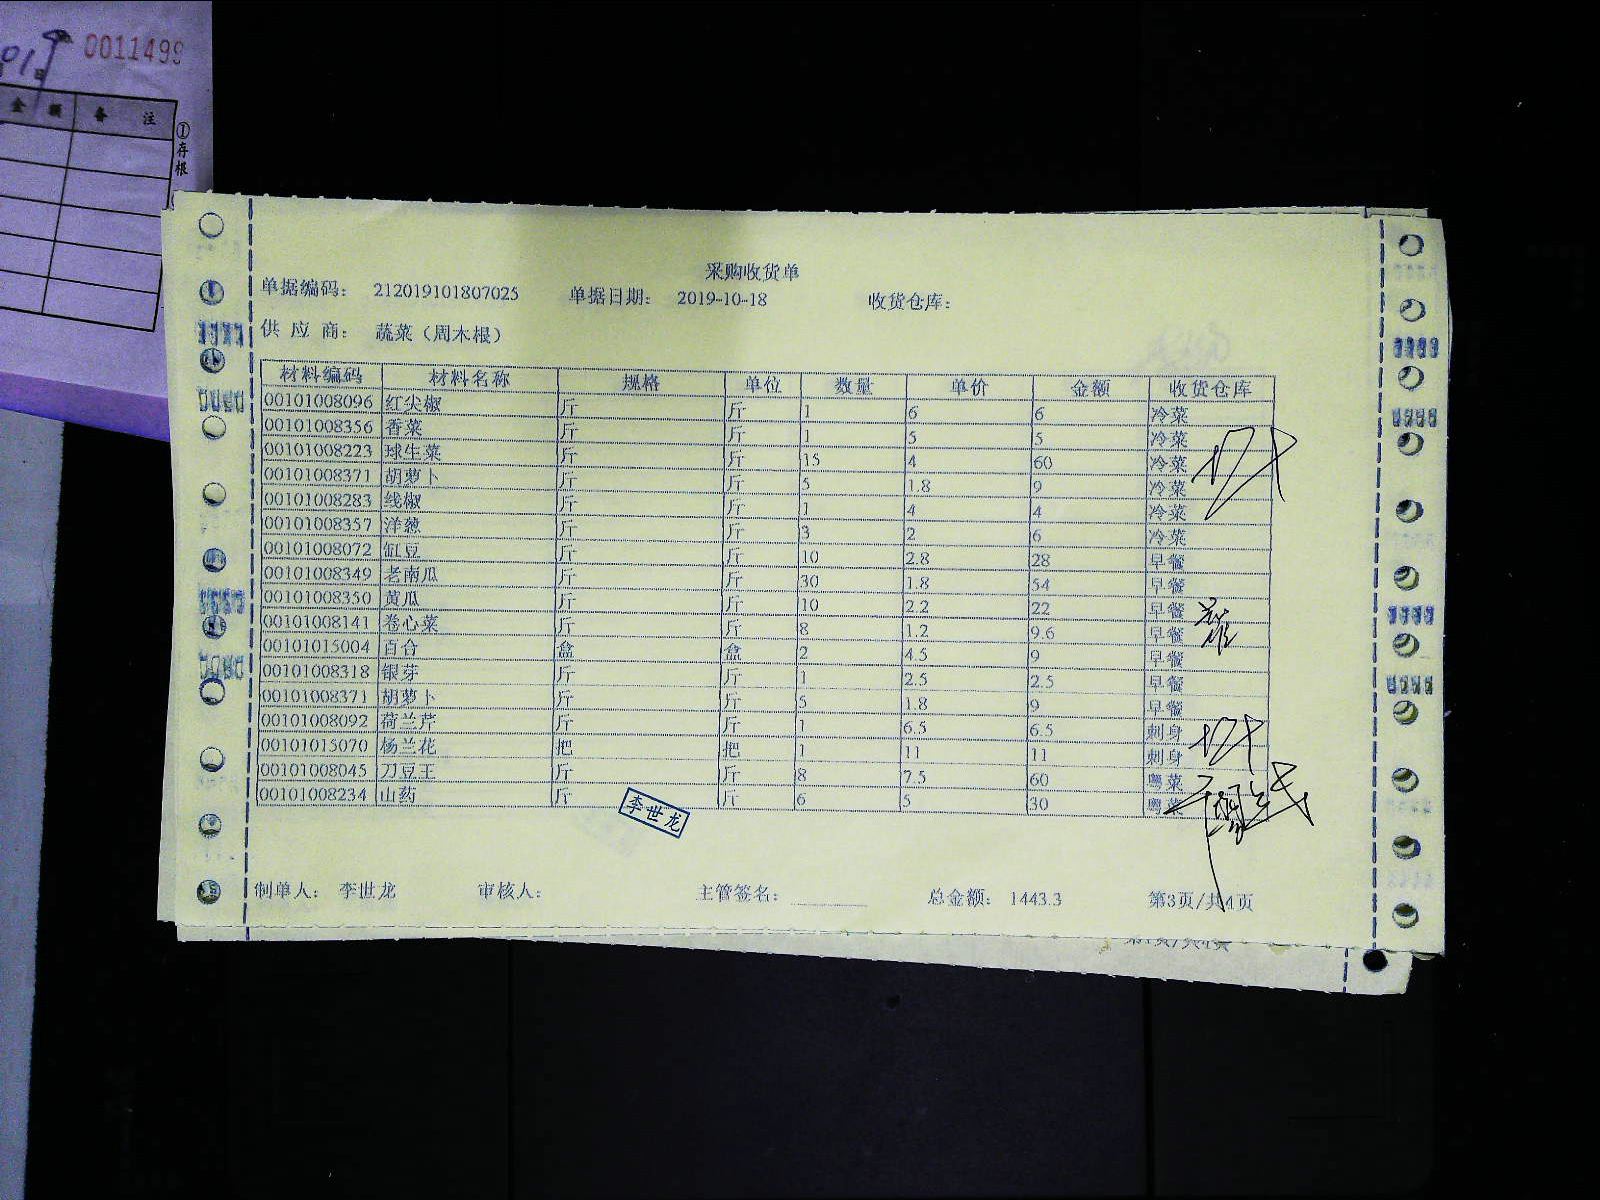 0011499
金 额 备 注
①存根
采购收货单
单据编码： 212019101807025 单据日期： 2019-10-18 收货仓库：
供 应 商： 蔬菜（周木根）
材料编码 材料名称 规格 单位 数量 单价 金额 收货仓库
00101008096 红尖椒 斤 斤 1 6 6 冷菜
00101008356 香菜 斤 斤 1 5 5 冷菜
00101008223 球生菜 斤 斤 15 4 60 冷菜
00101008371 胡萝卜 斤 斤 5 1.8 9 冷菜
00101008283 线椒 斤 斤 1 4 4 冷菜
00101008357 洋葱 斤 斤 3 2 6 冷菜
00101008072 缸豆 斤 斤 10 2.8 28 早餐
00101008349 老南瓜 斤 斤 30 1.8 54 早餐
00101008350 黄瓜 斤 斤 10 2.2 22 早餐
00101008141 卷心菜 斤 斤 8 1.2 9.6 早餐
00101015004 百合 盒 盒 2 4.5 9 早餐
00101008318 银芽 斤 斤 1 2.5 2.5 早餐
00101008371 胡萝卜 斤 斤 5 1.8 9 早餐
00101008092 荷兰芹 斤 斤 1 6.5 6.5 刺身
00101015070 杨兰花 把 把 1 11 11 刺身
00101008045 刀豆王 斤 斤 8 7.5 60 粤菜
00101008234 山药 斤 斤 6 5 30 粤菜
李世龙
制单人： 李世龙 审核人： 主管签名： 总金额： 1443.3 第3页/共4页